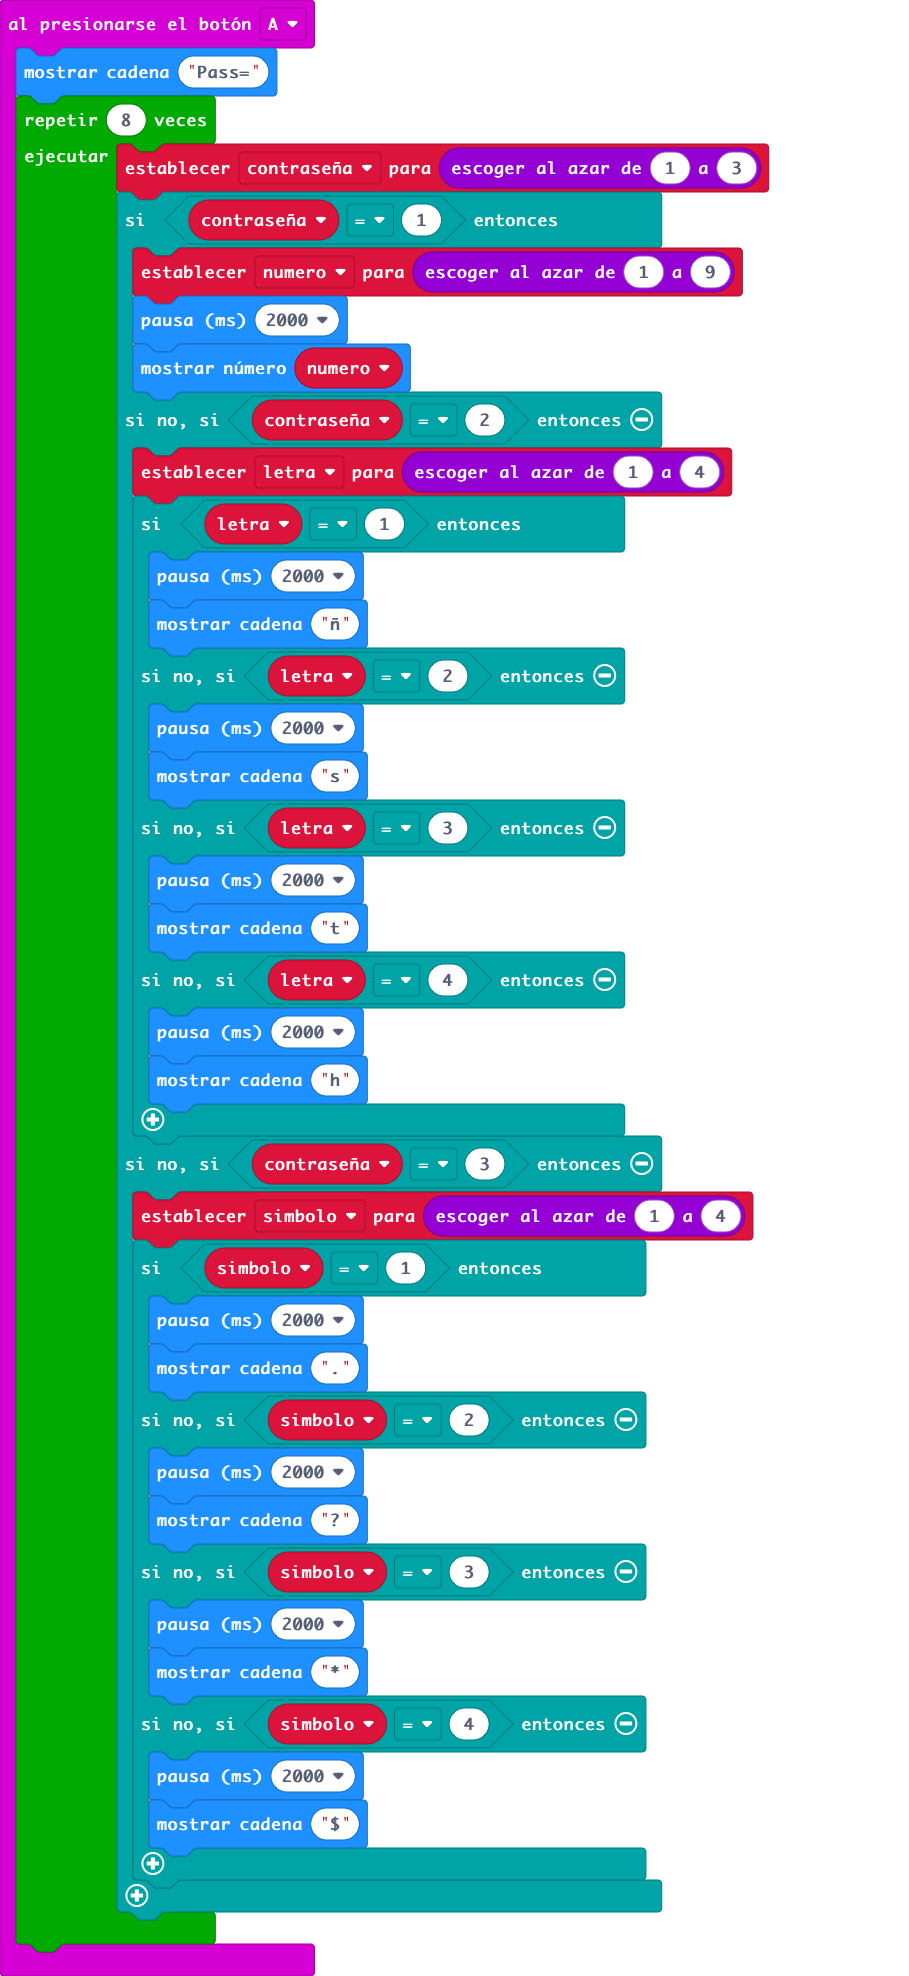 al presionarse el botón A
mostrar cadena "Pass="
repetir 8 veces
ejecutar
establecer contraseña para escoger al azar de 1 a 3
si contraseña = 1 entonces
establecer numero para escoger al azar de 1 a 9
pausa (ms) 2000
mostrar número numero
si no, si contraseña = 2 entonces
establecer letra para escoger al azar de 1 a 4
si letra = 1 entonces
pausa (ms) 2000
mostrar cadena "ñ"
si no, si letra = 2 entonces
pausa (ms) 2000
mostrar cadena "s"
si no, si letra = 3 entonces
pausa (ms) 2000
mostrar cadena "t"
si no, si letra = 4 entonces
pausa (ms) 2000
mostrar cadena "h"
si no, si contraseña = 3 entonces
establecer simbolo para escoger al azar de 1 a 4
si simbolo = 1 entonces
pausa (ms) 2000
mostrar cadena "."
si no, si simbolo = 2 entonces
pausa (ms) 2000
mostrar cadena "?"
si no, si simbolo = 3 entonces
pausa (ms) 2000
mostrar cadena "*"
si no, si simbolo = 4 entonces
pausa (ms) 2000
mostrar cadena "$"